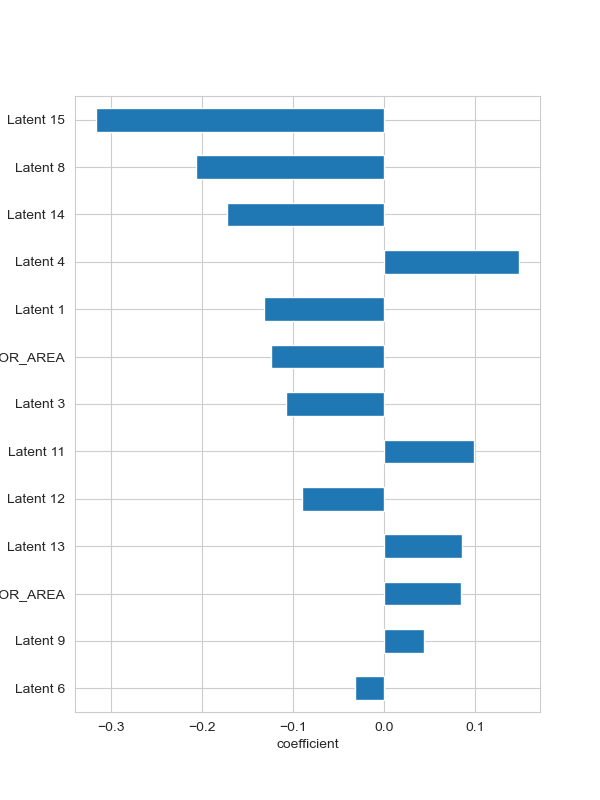 Latent 15
Latent 8
Latent 14
Latent 4
Latent 1
OR_AREA
Latent 3
Latent 11
Latent 12
Latent 13
OR_AREA
Latent 9
Latent 6
−0.3 −0.2 −0.1 0.0 0.1
coefficient